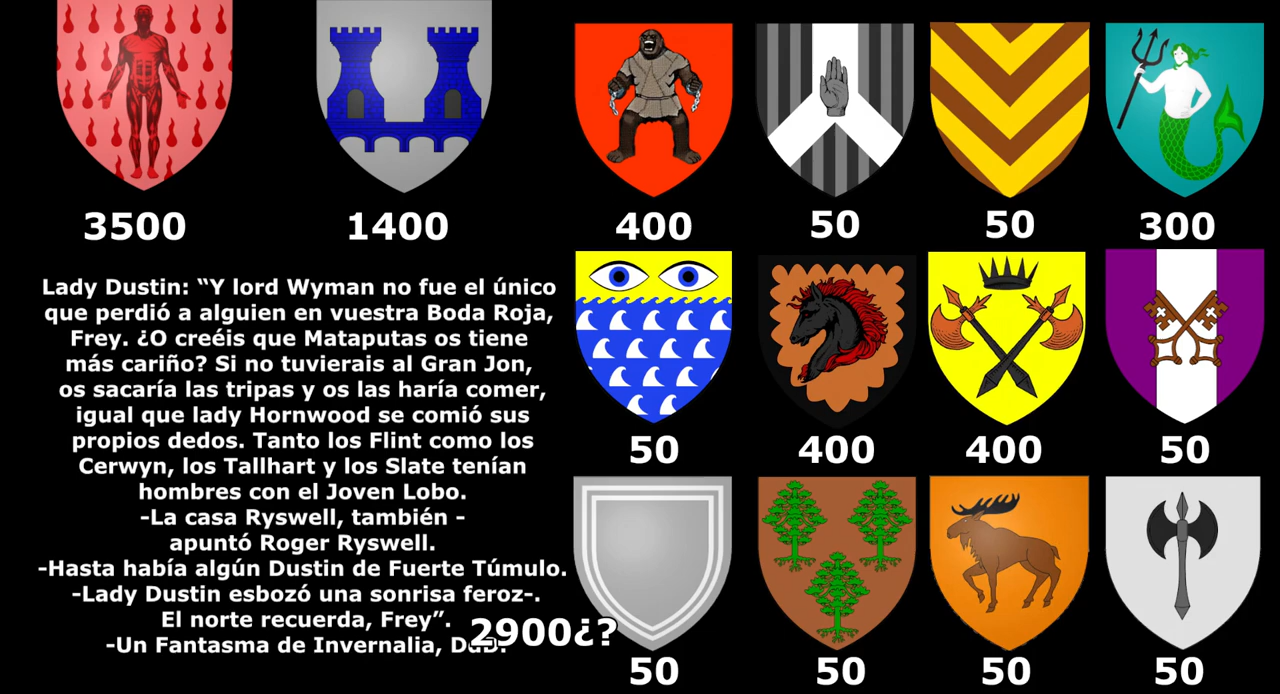 3500
1400
400
50
50
300
Lady Dustin: “Y lord Wyman no fue el único
que perdió a alguien en vuestra Boda Roja,
Frey. ¿O creéis que Mataputas os tiene
más cariño? Si no tuvierais al Gran Jon,
os sacaría las tripas y os las haría comer,
igual que lady Hornwood se comió sus
propios dedos. Tanto los Flint como los
Cerwyn, los Tallhart y los Slate tenían
hombres con el Joven Lobo.
-La casa Ryswell, también -
apuntó Roger Ryswell.
-Hasta había algún Dustin de Fuerte Túmulo.
-Lady Dustin esbozó una sonrisa feroz-.
El norte recuerda, Frey”.
-Un Fantasma de Invernalia,
2900¿?
50
400
400
50
50
50
50
50